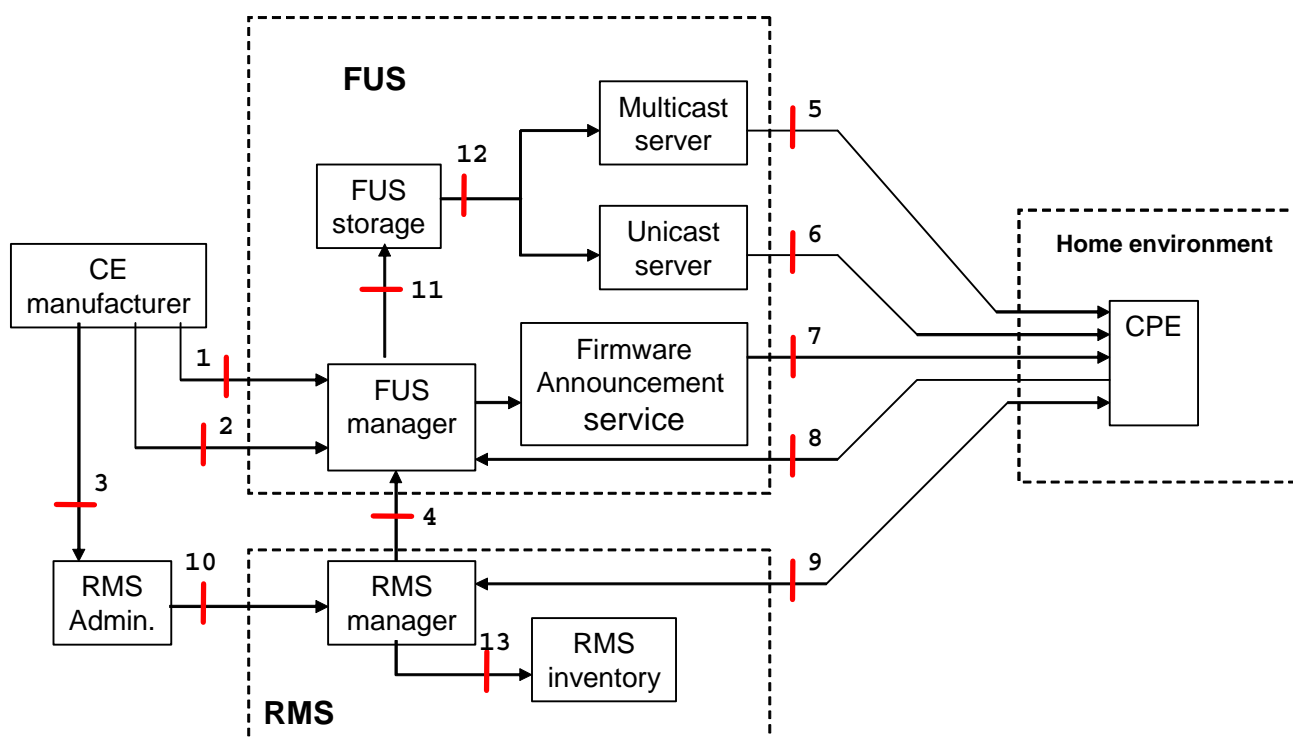 FUS
Multicast
server
5
12
FUS
storage
Unicast
server
6
Home environment
CE
manufacturer
11
CPE
7
Firmware
Announcement
service
1
FUS
manager
2
8
3
4
9
10
RMS
Admin.
RMS
manager
13
RMS
inventory
RMS